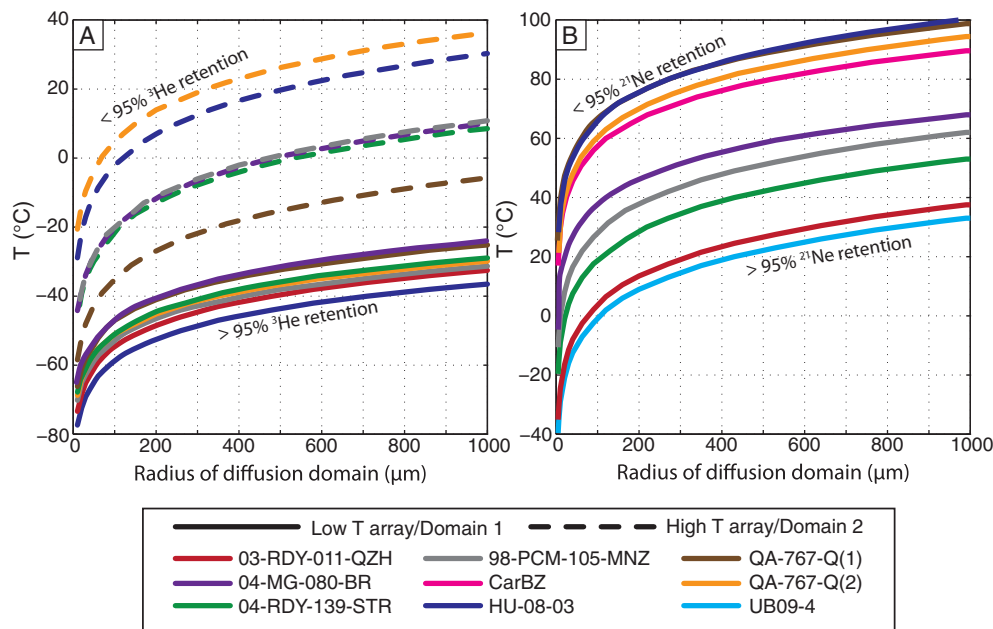 A
40
20
0
−20
−40
−60
−80
T (°C)
< 95% ³He retention
> 95% ³He retention
0 200 400 600 800 1000
Radius of diffusion domain (µm)
B
100
80
60
40
20
0
−20
−40
T (°C)
< 95% ²¹Ne retention
> 95% ²¹Ne retention
0 200 400 600 800 1000
Radius of diffusion domain (µm)
Low T array/Domain 1 High T array/Domain 2
03-RDY-011-QZH 98-PCM-105-MNZ QA-767-Q(1)
04-MG-080-BR CarBZ QA-767-Q(2)
04-RDY-139-STR HU-08-03 UB09-4